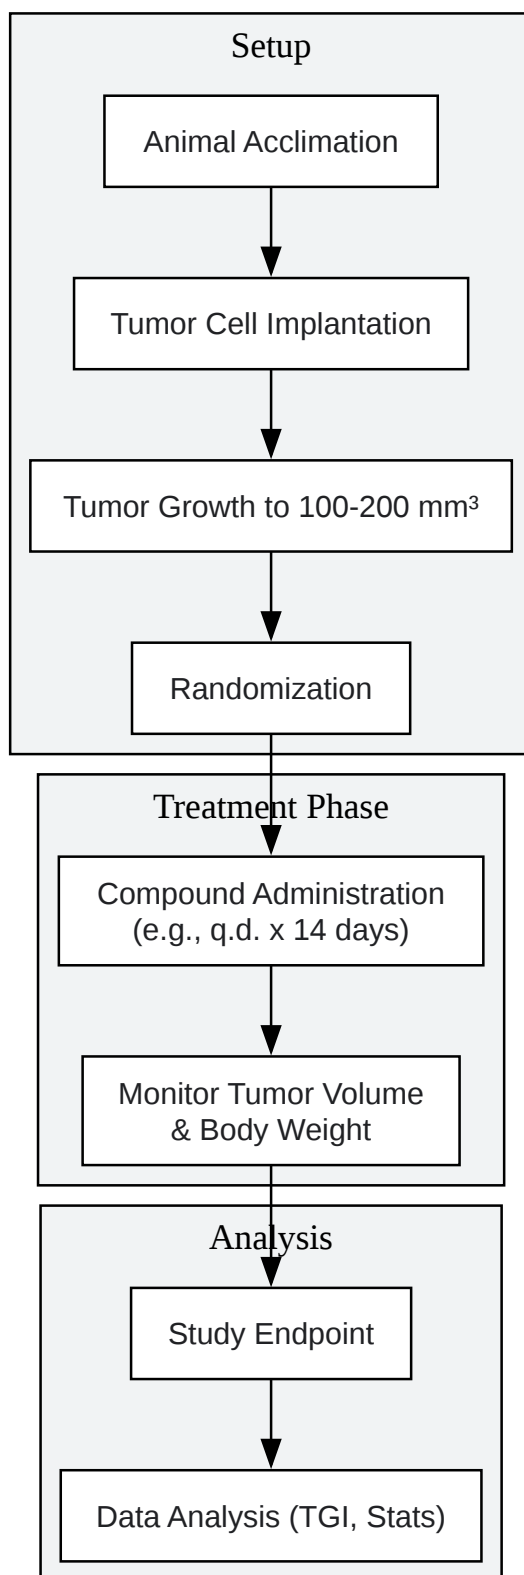 Setup
Animal Acclimation
Tumor Cell Implantation
Tumor Growth to 100-200 mm³
Randomization
Treatment Phase
Compound Administration
(e.g., q.d. x 14 days)
Monitor Tumor Volume
& Body Weight
Analysis
Study Endpoint
Data Analysis (TGI, Stats)